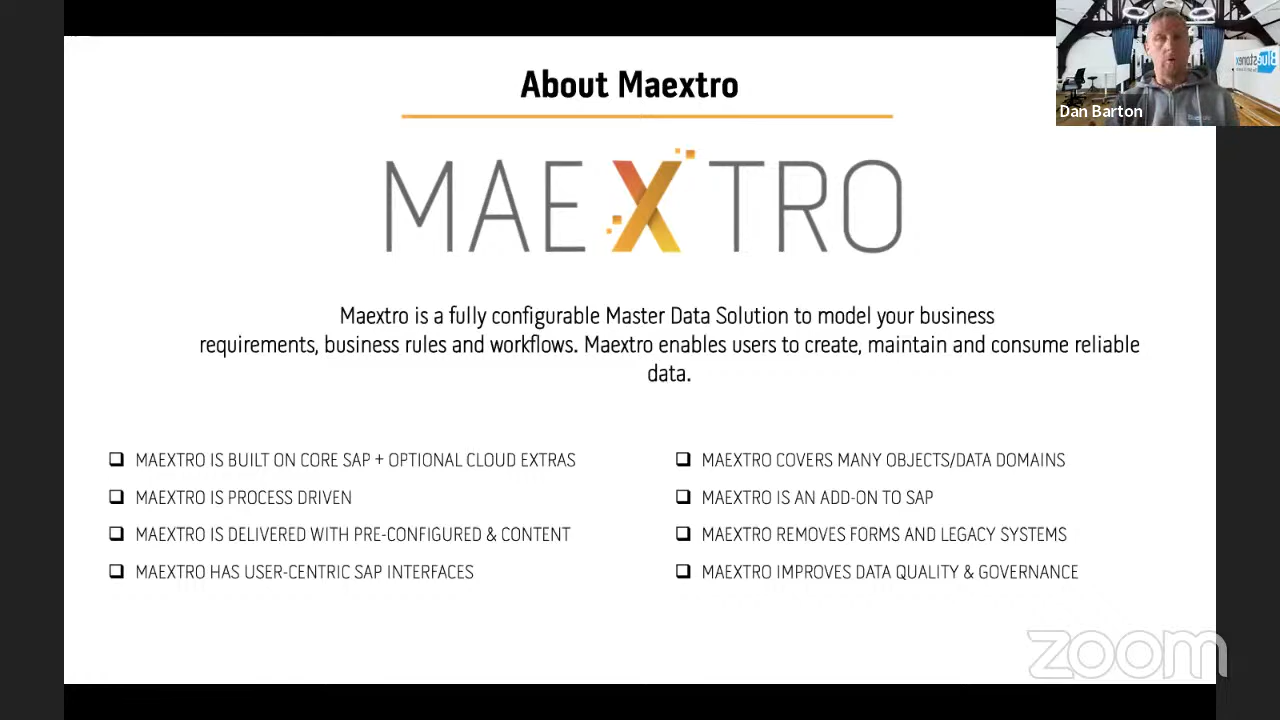 About Maextro
MAEXTRO
Maextro is a fully configurable Master Data Solution to model your business
requirements, business rules and workflows. Maextro enables users to create, maintain and consume reliable
data.
MAEXTRO IS BUILT ON CORE SAP + OPTIONAL CLOUD EXTRAS
MAEXTRO IS PROCESS DRIVEN
MAEXTRO IS DELIVERED WITH PRE-CONFIGURED & CONTENT
MAEXTRO HAS USER-CENTRIC SAP INTERFACES
MAEXTRO COVERS MANY OBJECTS/DATA DOMAINS
MAEXTRO IS AN ADD-ON TO SAP
MAEXTRO REMOVES FORMS AND LEGACY SYSTEMS
MAEXTRO IMPROVES DATA QUALITY & GOVERNANCE
Bluestonex
Dan Barton
zoom